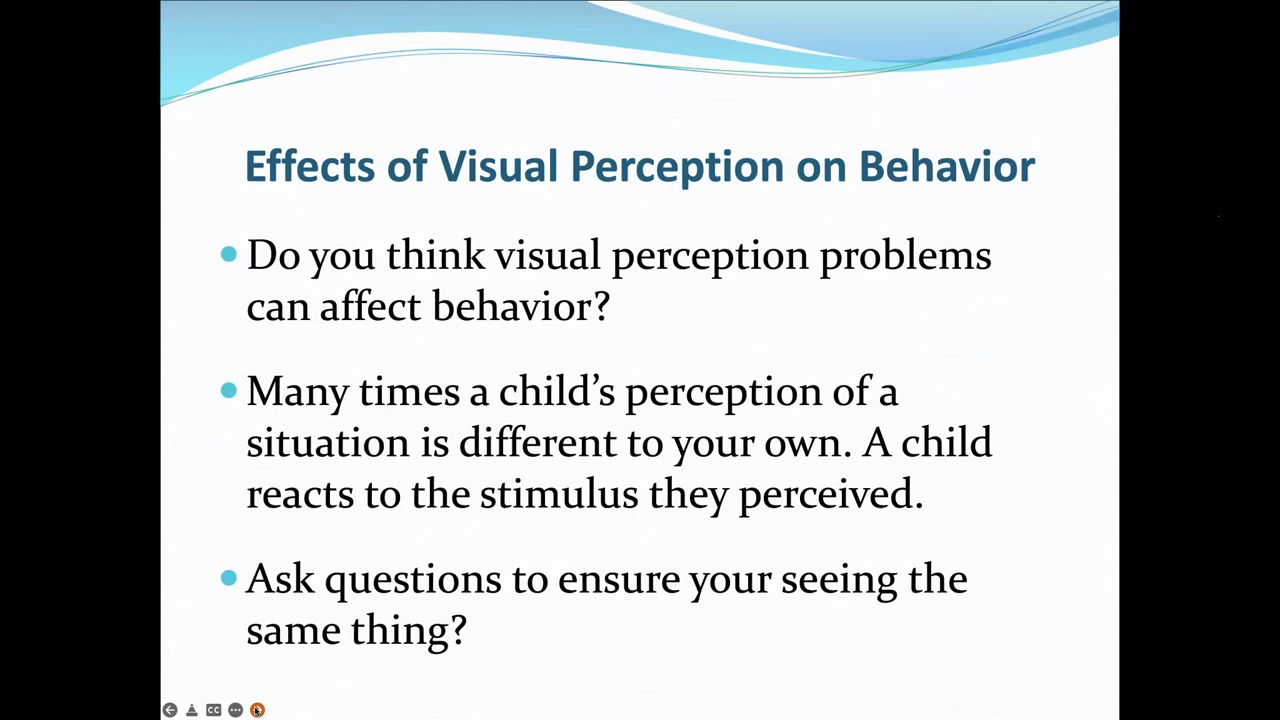 Effects of Visual Perception on Behavior
• Do you think visual perception problems
can affect behavior?
• Many times a child’s perception of a
situation is different to your own. A child
reacts to the stimulus they perceived.
• Ask questions to ensure your seeing the
same thing?
CC